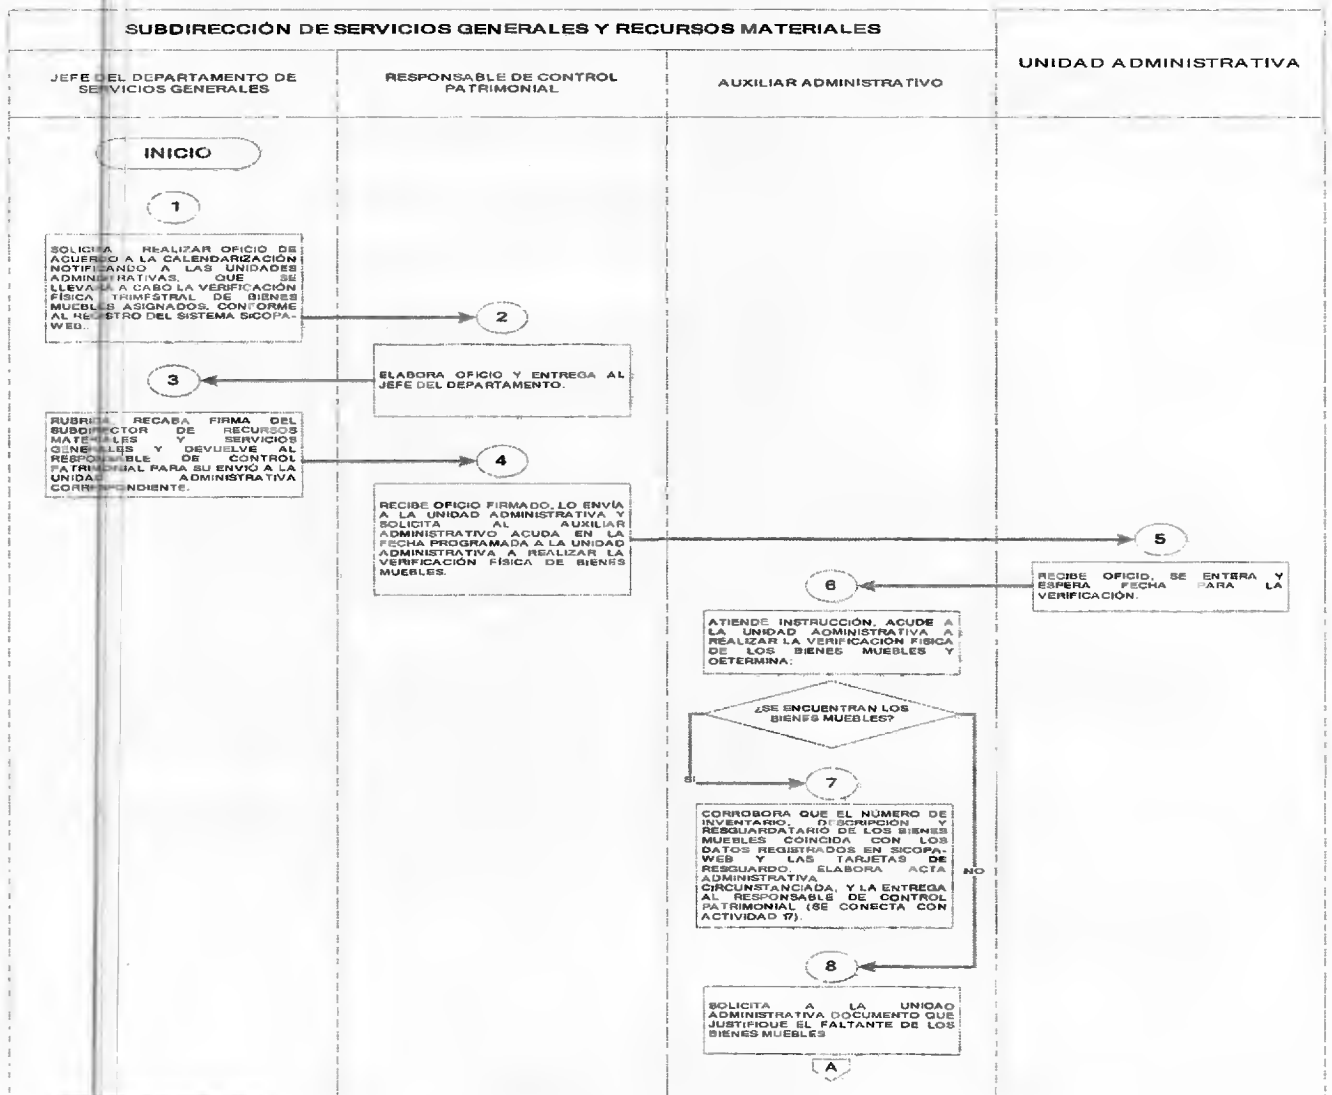 SUBDIRECCIÓN DE SERVICIOS GENERALES Y RECURSOS MATERIALES
UNIDAD ADMINISTRATIVA
JEFE DEL DEPARTAMENTO DE
SERVICIOS GENERALES
RESPONSABLE DE CONTROL
PATRIMONIAL
AUXILIAR ADMINISTRATIVO
INICIO
1
SOLICITA REALIZAR OFICIO DE
ACUERDO A LA CALENDARIZACIÓN
NOTIFICANDO A LAS UNIDADES
ADMINISTRATIVAS, QUE SE
LLEVARÁ A CABO LA VERIFICACIÓN
FÍSICA TRIMESTRAL DE BIENES
MUEBLES ASIGNADOS, CONFORME
AL REGISTRO DEL SISTEMA SICOPA-
WEB..
2
ELABORA OFICIO Y ENTREGA AL
JEFE DEL DEPARTAMENTO.
3
RUBRICA, RECABA FIRMA DEL
SUBDIRECTOR DE RECURSOS
MATERIALES Y SERVICIOS
GENERALES Y DEVUELVE AL
RESPONSABLE DE CONTROL
PATRIMONIAL PARA SU ENVIÓ A LA
UNIDAD ADMINISTRATIVA
CORRESPONDIENTE.
4
RECIBE OFICIO FIRMADO, LO ENVÍA
A LA UNIDAD ADMINISTRATIVA Y
SOLICITA AL AUXILIAR
ADMINISTRATIVO ACUDA EN LA
FECHA PROGRAMADA A LA UNIDAD
ADMINISTRATIVA A REALIZAR LA
VERIFICACIÓN FÍSICA DE BIENES
MUEBLES.
5
RECIBE OFICIO, SE ENTERA Y
ESPERA FECHA PARA LA
VERIFICACIÓN.
6
ATIENDE INSTRUCCIÓN, ACUDE A
LA UNIDAD ADMINISTRATIVA A
REALIZAR LA VERIFICACIÓN FÍSICA
DE LOS BIENES MUEBLES Y
DETERMINA:
¿SE ENCUENTRAN LOS
BIENES MUEBLES?
SI
7
CORROBORA QUE EL NÚMERO DE
INVENTARIO, DESCRIPCIÓN Y
RESGUARDATARIO DE LOS BIENES
MUEBLES COINCIDA CON LOS
DATOS REGISTRADOS EN SICOPA-
WEB Y LAS TARJETAS DE
RESGUARDO, ELABORA ACTA
ADMINISTRATIVA
CIRCUNSTANCIADA, Y LA ENTREGA
AL RESPONSABLE DE CONTROL
PATRIMONIAL (SE CONECTA CON
ACTIVIDAD 17).
NO
8
SOLICITA A LA UNIDAD
ADMINISTRATIVA DOCUMENTO QUE
JUSTIFIQUE EL FALTANTE DE LOS
BIENES MUEBLES
A